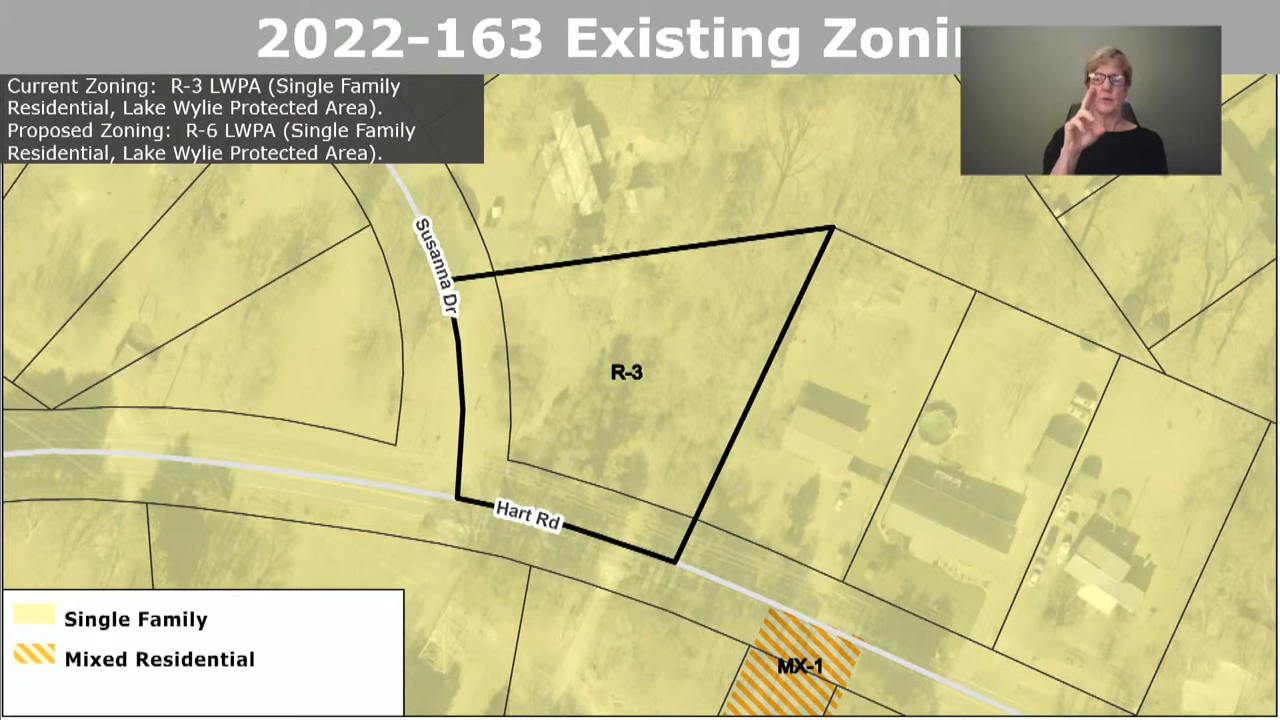 2022-163 Existing Zonin
Current Zoning: R-3 LWPA (Single Family
Residential, Lake Wylie Protected Area).
Proposed Zoning: R-6 LWPA (Single Family
Residential, Lake Wylie Protected Area).
Susanna Dr
R-3
Hart Rd
MX-1
Single Family
Mixed Residential